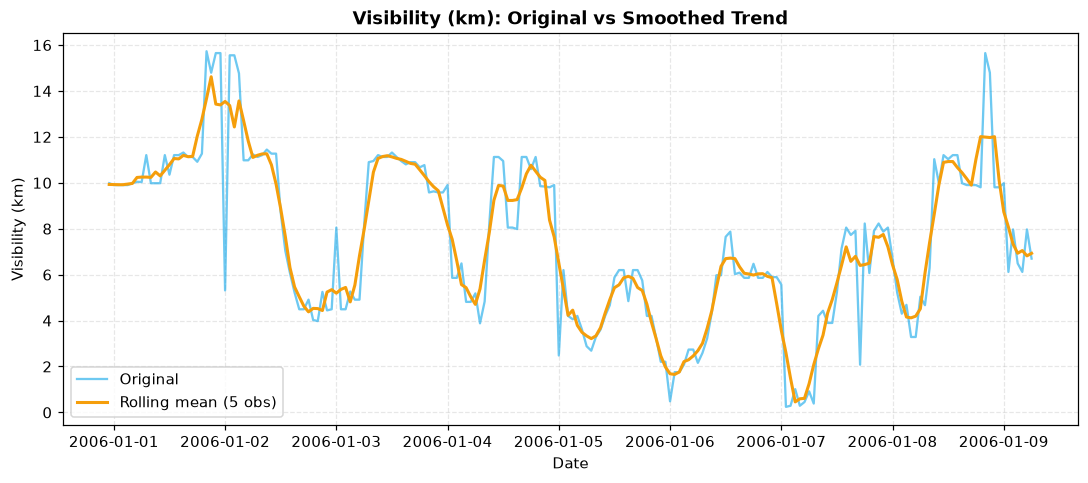 Visibility (km): Original vs Smoothed Trend
Visibility (km)
16
14
12
10
8
6
4
2
0
Original
Rolling mean (5 obs)
2006-01-01 2006-01-02 2006-01-03 2006-01-04 2006-01-05 2006-01-06 2006-01-07 2006-01-08 2006-01-09
Date